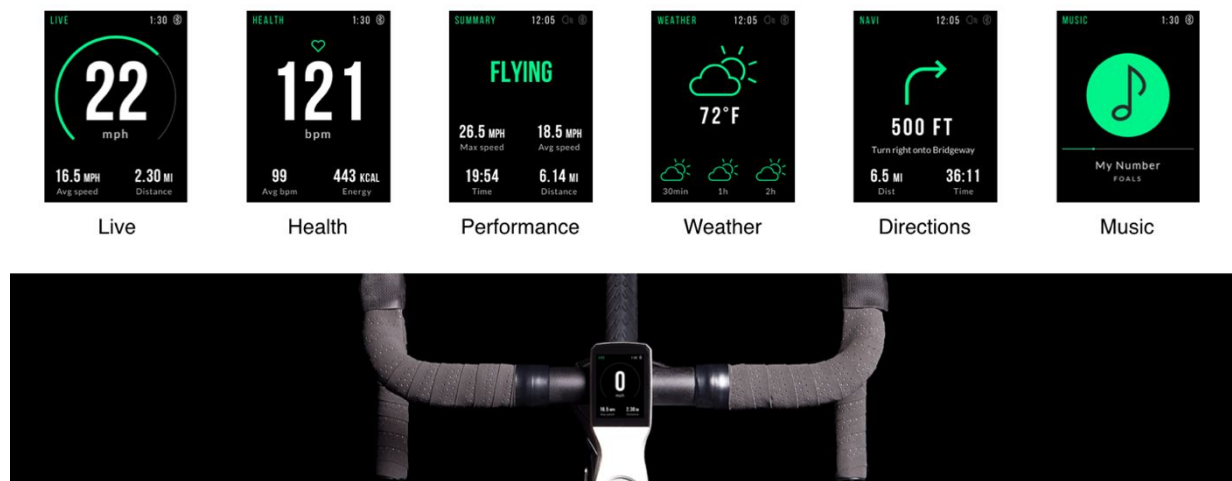 LIVE 1:30
22
mph
16.5 MPH 2.30 MI
Avg speed Distance
Live
HEALTH 1:30
121
bpm
99 443 KCAL
Avg bpm Energy
Health
SUMMARY 12:05
FLYING
26.5 MPH 18.5 MPH
Max speed Avg speed
19:54 6.14 MI
Time Distance
Performance
WEATHER 12:05
72°F
30min 1h 2h
Weather
NAVI 12:05
500 FT
Turn right onto Bridgeway
6.5 MI 36:11
Dist Time
Directions
MUSIC 1:30
My Number
FOALS
Music
0
mph
16.5 2.30